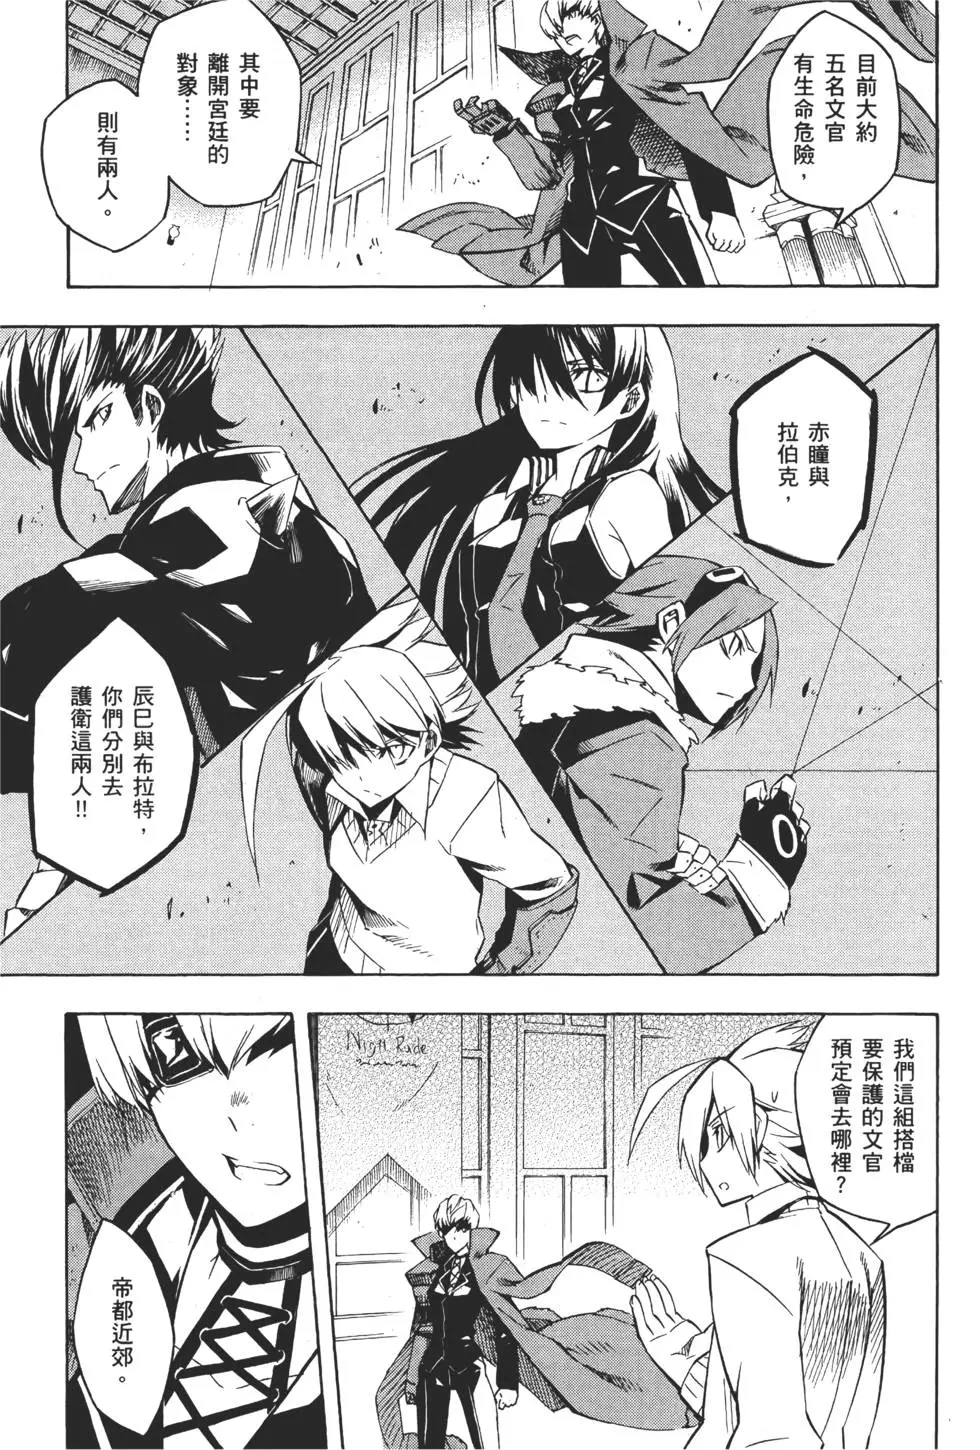 目前大約
五名文官
有生命危險，
其中要
離開宮廷的
對象……
則有兩人。
赤瞳與
拉伯克，
辰巳與布拉特，
你們分別去
護衛這兩人!!
我們這組搭檔
要保護的文官
預定會去哪裡？
Night Raide
帝都近郊。